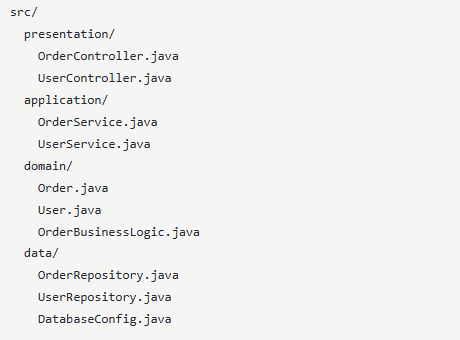 src/
presentation/
OrderController.java
UserController.java
application/
OrderService.java
UserService.java
domain/
Order.java
User.java
OrderBusinessLogic.java
data/
OrderRepository.java
UserRepository.java
DatabaseConfig.java